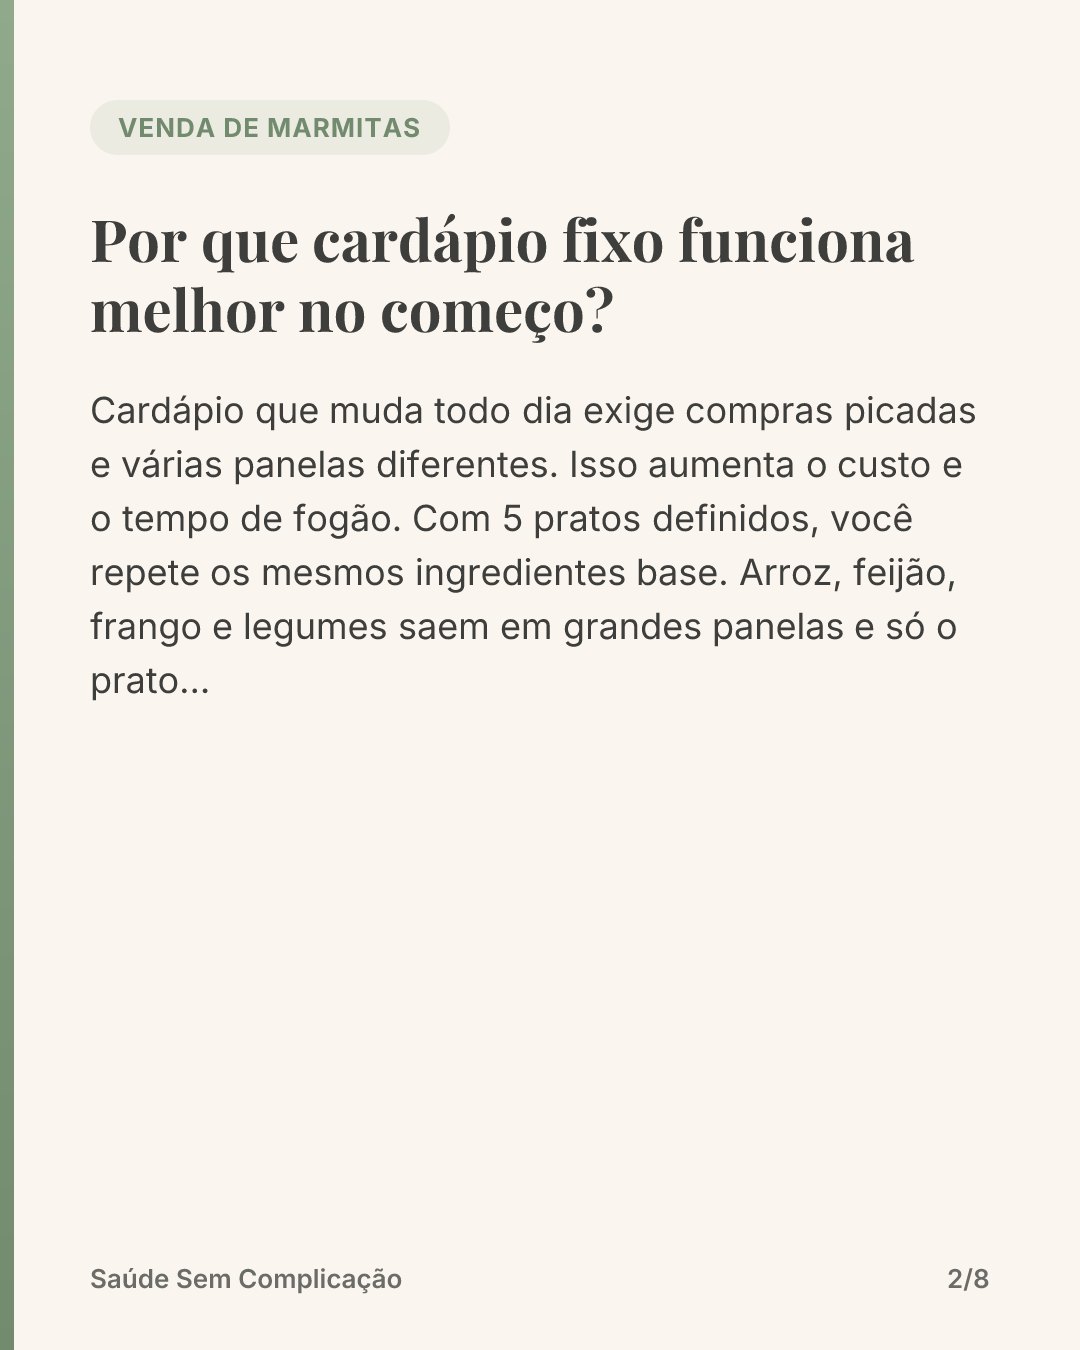 VENDA DE MARMITAS
Por que cardápio fixo funciona
melhor no começo?
Cardápio que muda todo dia exige compras picadas
e várias panelas diferentes. Isso aumenta o custo e
o tempo de fogão. Com 5 pratos definidos, você
repete os mesmos ingredientes base. Arroz, feijão,
frango e legumes saem em grandes panelas e só o
prato...
Saúde Sem Complicação
2/8